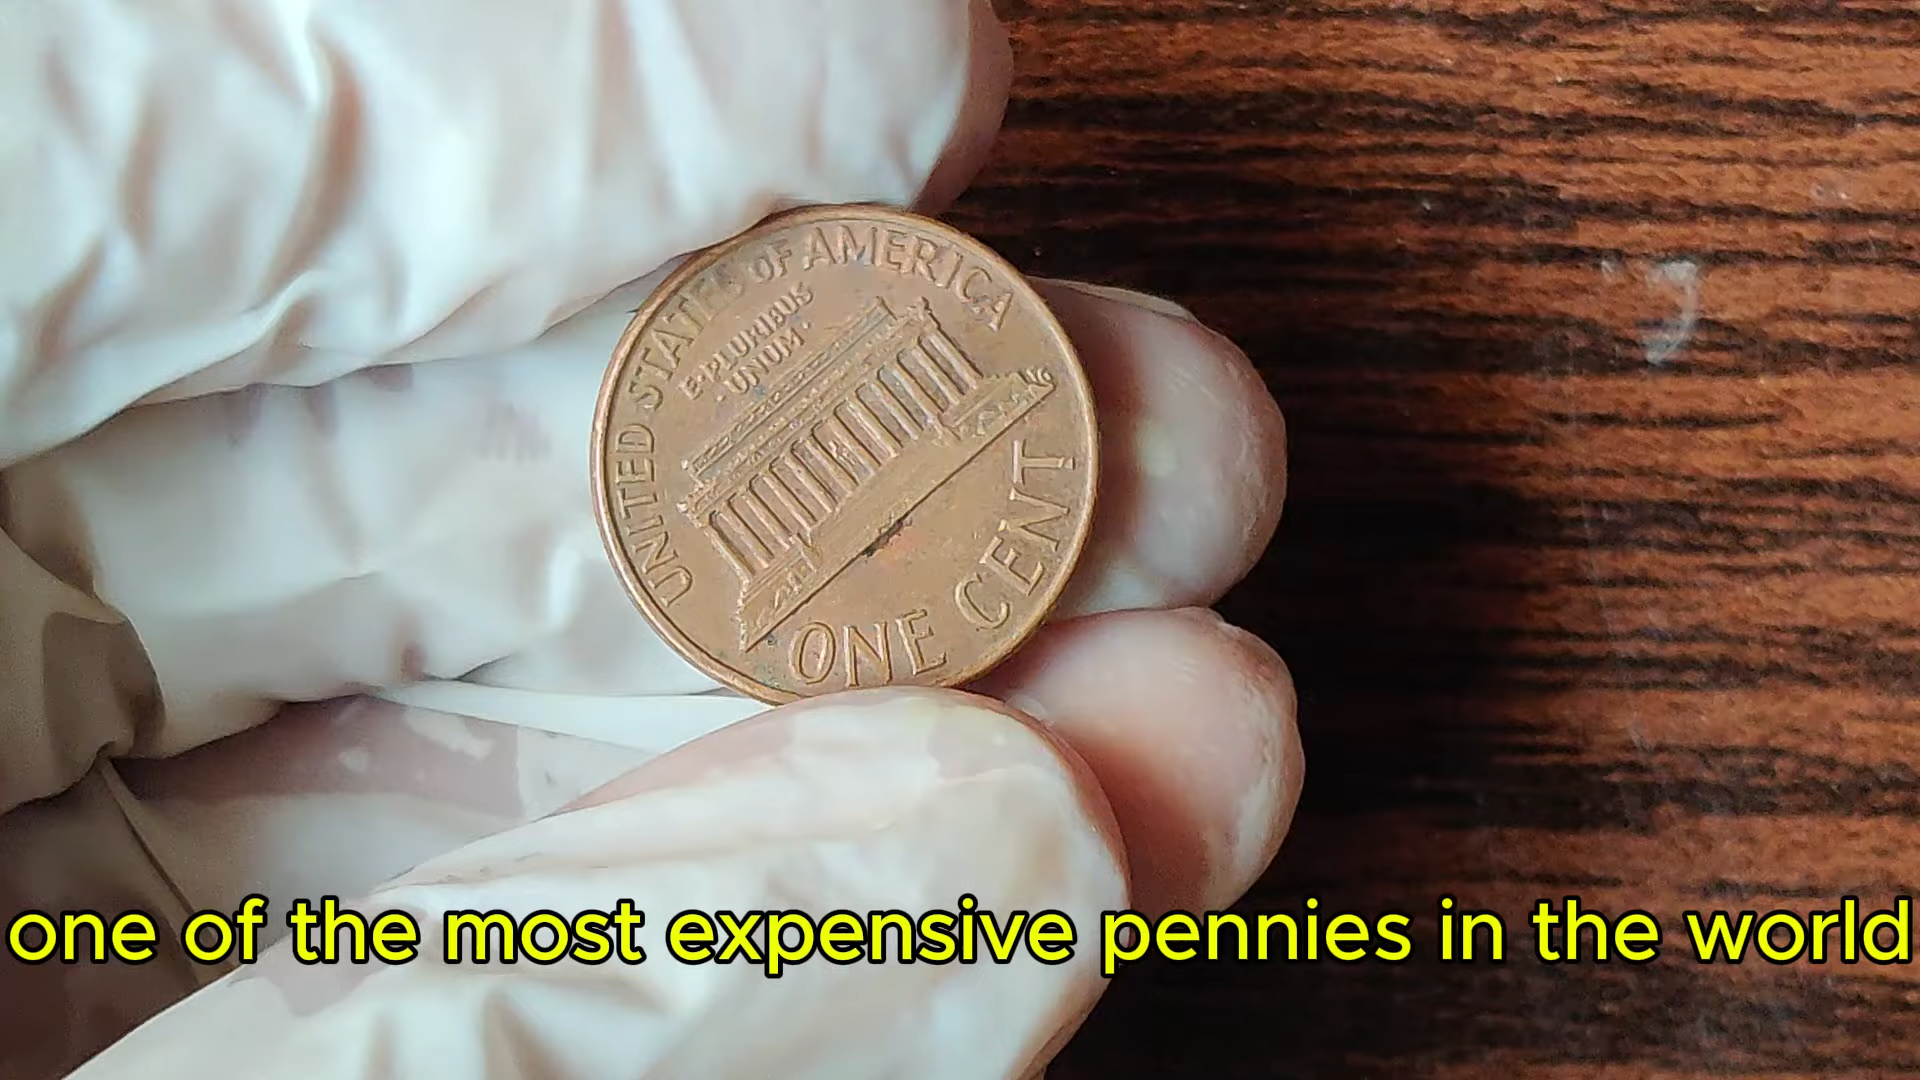 UNITED STATES OF AMERICA
E·PLURIBUS
·UNUM·
ONE CENT
one of the most expensive pennies in the world